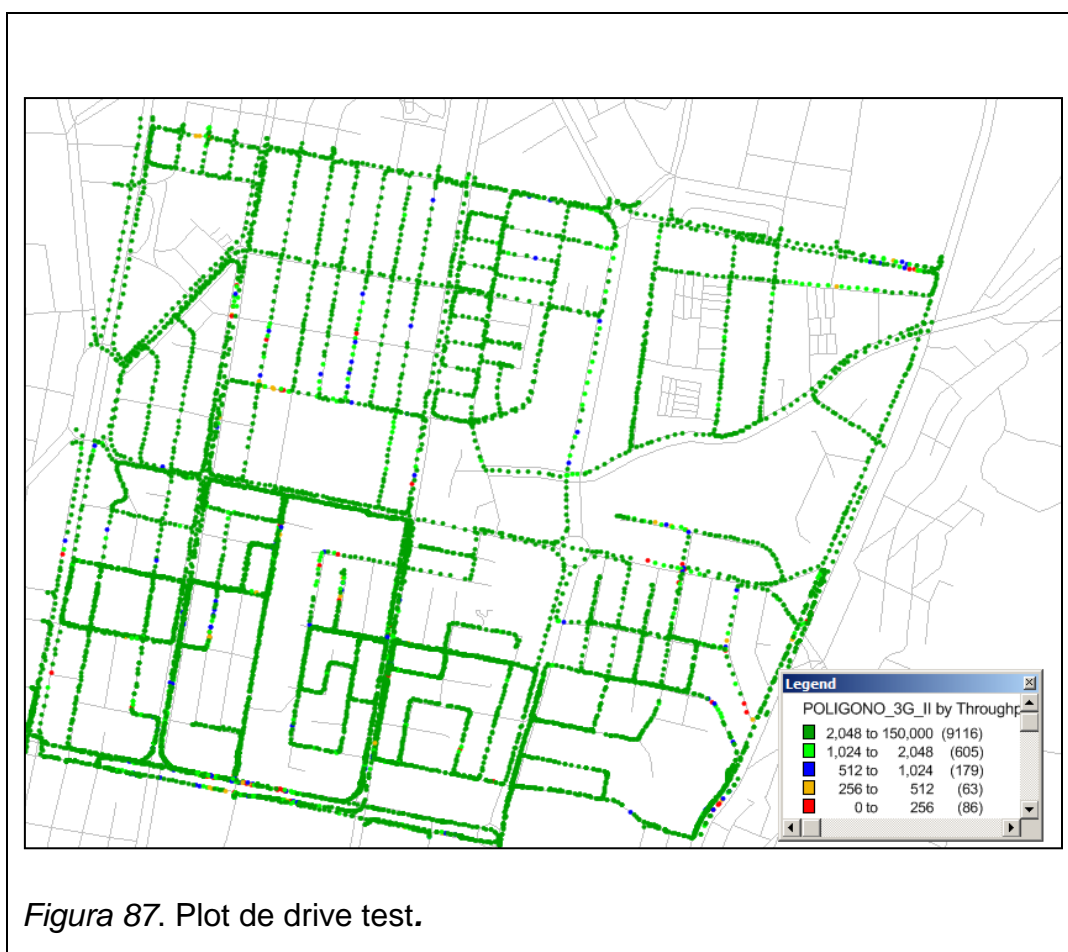 Legend
POLIGONO_3G_II by Throughp
2,048 to 150,000 (9116)
1,024 to 2,048 (605)
512 to 1,024 (179)
256 to 512 (63)
0 to 256 (86)
Figura 87. Plot de drive test.